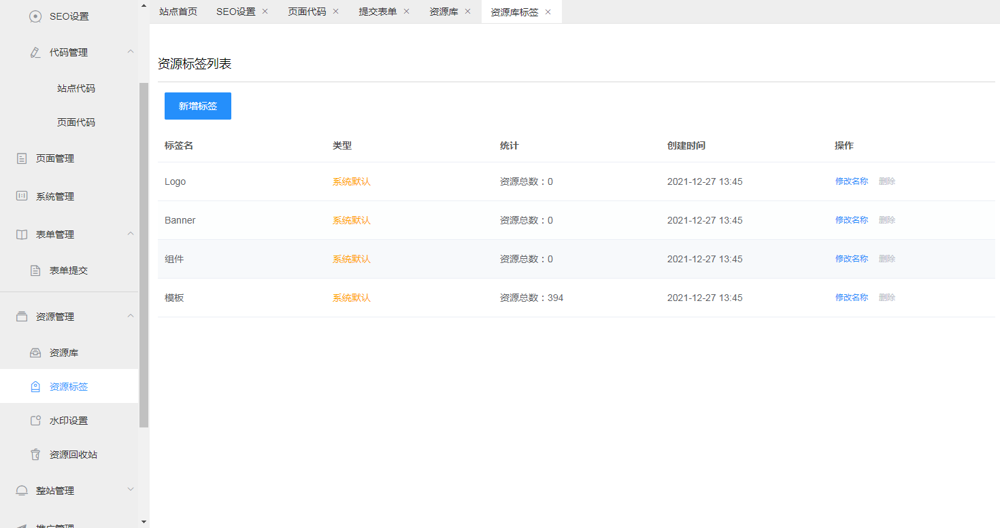 SEO设置
代码管理
站点代码
页面代码
页面管理
系统管理
表单管理
表单提交
资源管理
资源库
资源标签
水印设置
资源回收站
整站管理
推广管理
站点首页 SEO设置 页面代码 提交表单 资源库 资源库标签
资源标签列表
新增标签
标签名 类型 统计 创建时间 操作
Logo 系统默认 资源总数：0 2021-12-27 13:45 修改名称 删除
Banner 系统默认 资源总数：0 2021-12-27 13:45 修改名称 删除
组件 系统默认 资源总数：0 2021-12-27 13:45 修改名称 删除
模板 系统默认 资源总数：394 2021-12-27 13:45 修改名称 删除